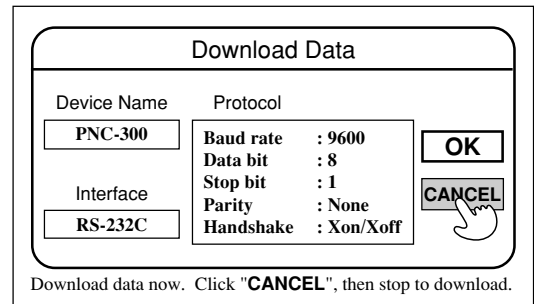 Download Data
Device Name
PNC-300
Interface
RS-232C
Protocol
Baud rate : 9600
Data bit : 8
Stop bit : 1
Parity : None
Handshake : Xon/Xoff
OK
CANCEL
Download data now. Click "CANCEL", then stop to download.